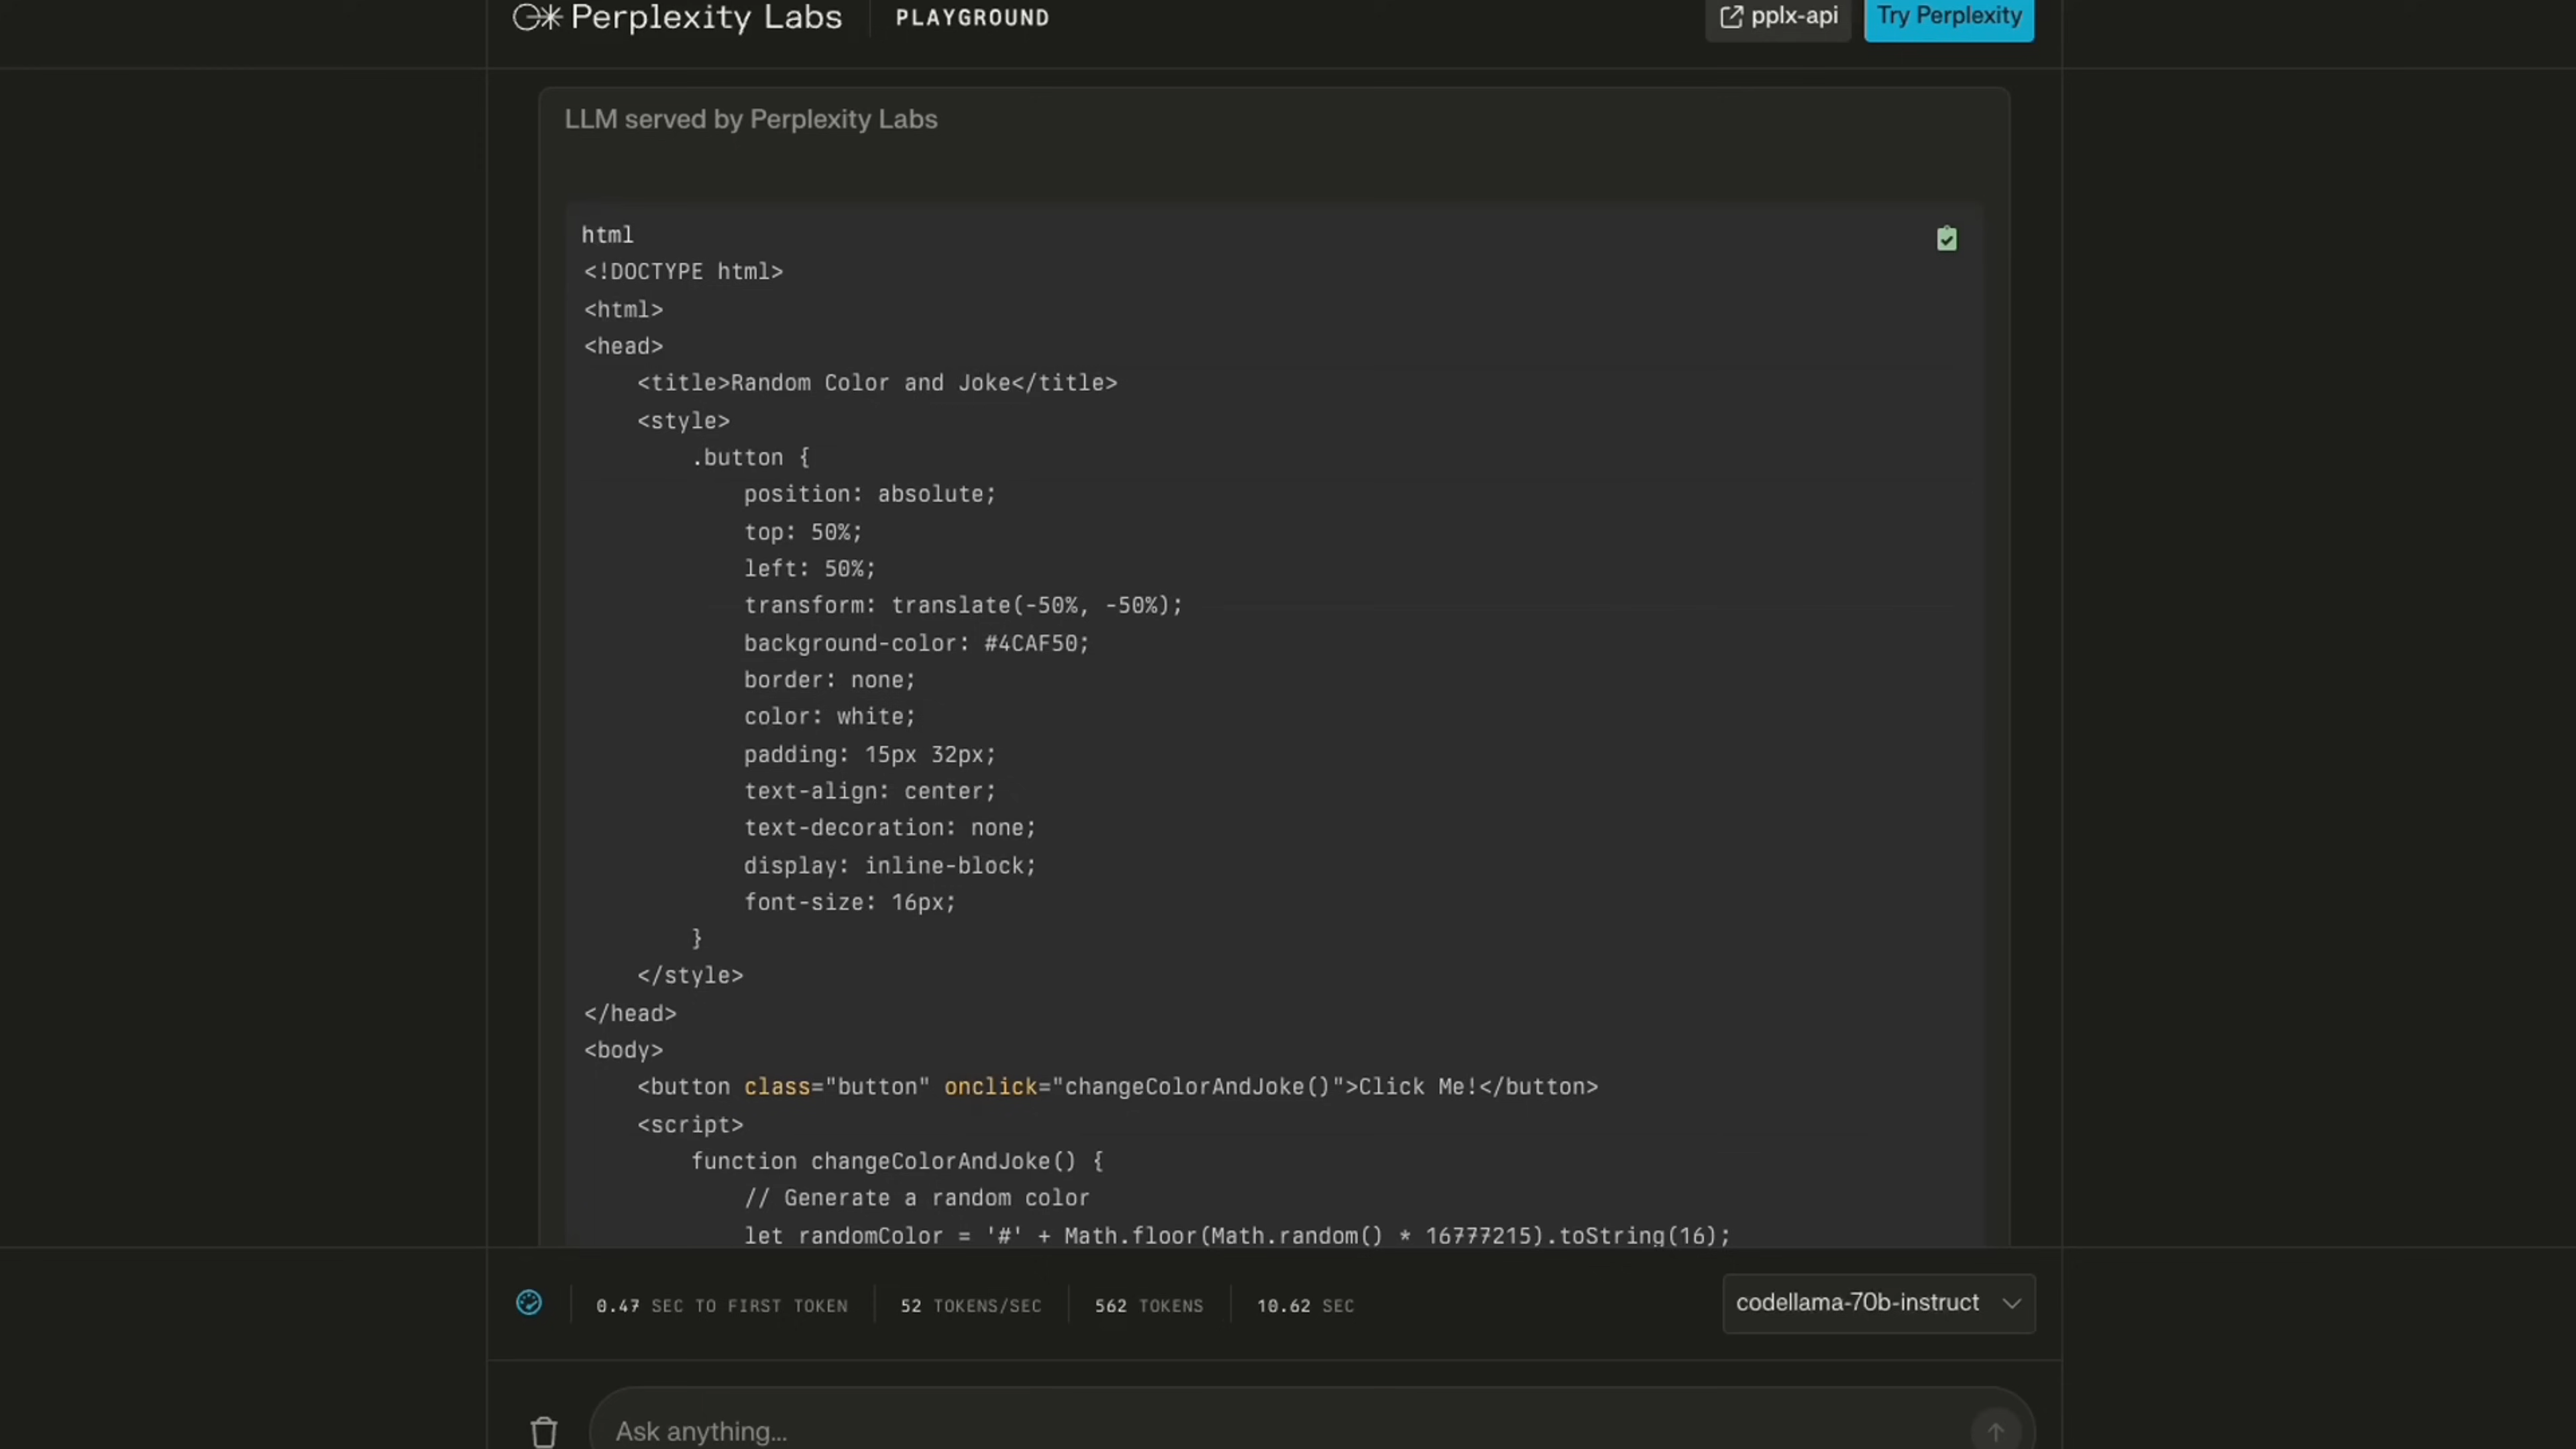 Perplexity Labs PLAYGROUND pplx-api Try Perplexity
LLM served by Perplexity Labs
html
<!DOCTYPE html>
<html>
<head>
    <title>Random Color and Joke</title>
    <style>
        .button {
            position: absolute;
            top: 50%;
            left: 50%;
            transform: translate(-50%, -50%);
            background-color: #4CAF50;
            border: none;
            color: white;
            padding: 15px 32px;
            text-align: center;
            text-decoration: none;
            display: inline-block;
            font-size: 16px;
        }
    </style>
</head>
<body>
    <button class="button" onclick="changeColorAndJoke()">Click Me!</button>
    <script>
        function changeColorAndJoke() {
            // Generate a random color
            let randomColor = '#' + Math.floor(Math.random() * 16777215).toString(16);
0.47 SEC TO FIRST TOKEN 52 TOKENS/SEC 562 TOKENS 10.62 SEC codellama-70b-instruct
Ask anything...